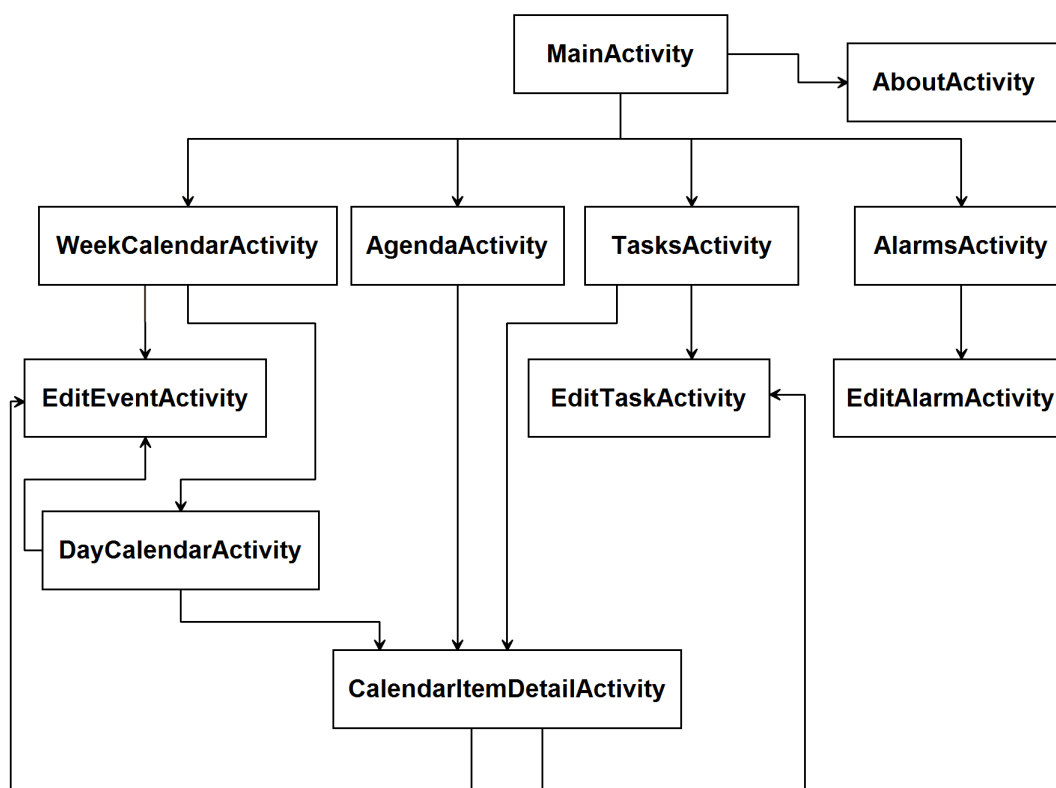 MainActivity
AboutActivity
WeekCalendarActivity
AgendaActivity
TasksActivity
AlarmsActivity
EditEventActivity
EditTaskActivity
EditAlarmActivity
DayCalendarActivity
CalendarItemDetailActivity